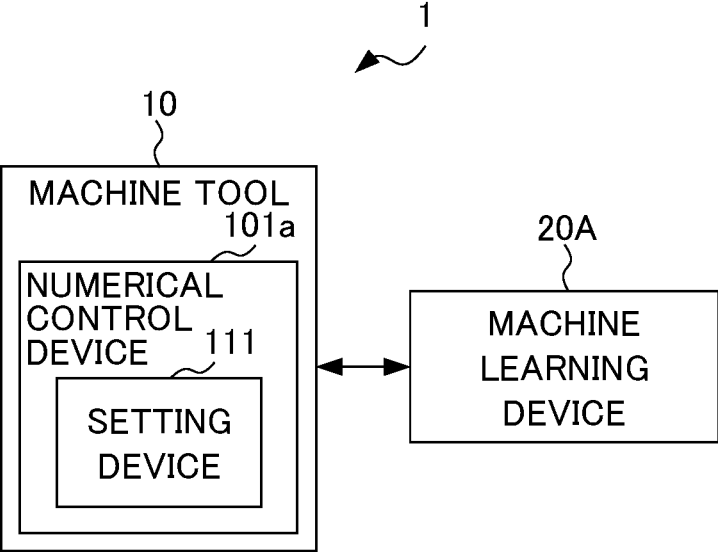 1
10
MACHINE TOOL
101a
NUMERICAL
CONTROL
DEVICE
111
SETTING
DEVICE
20A
MACHINE
LEARNING
DEVICE